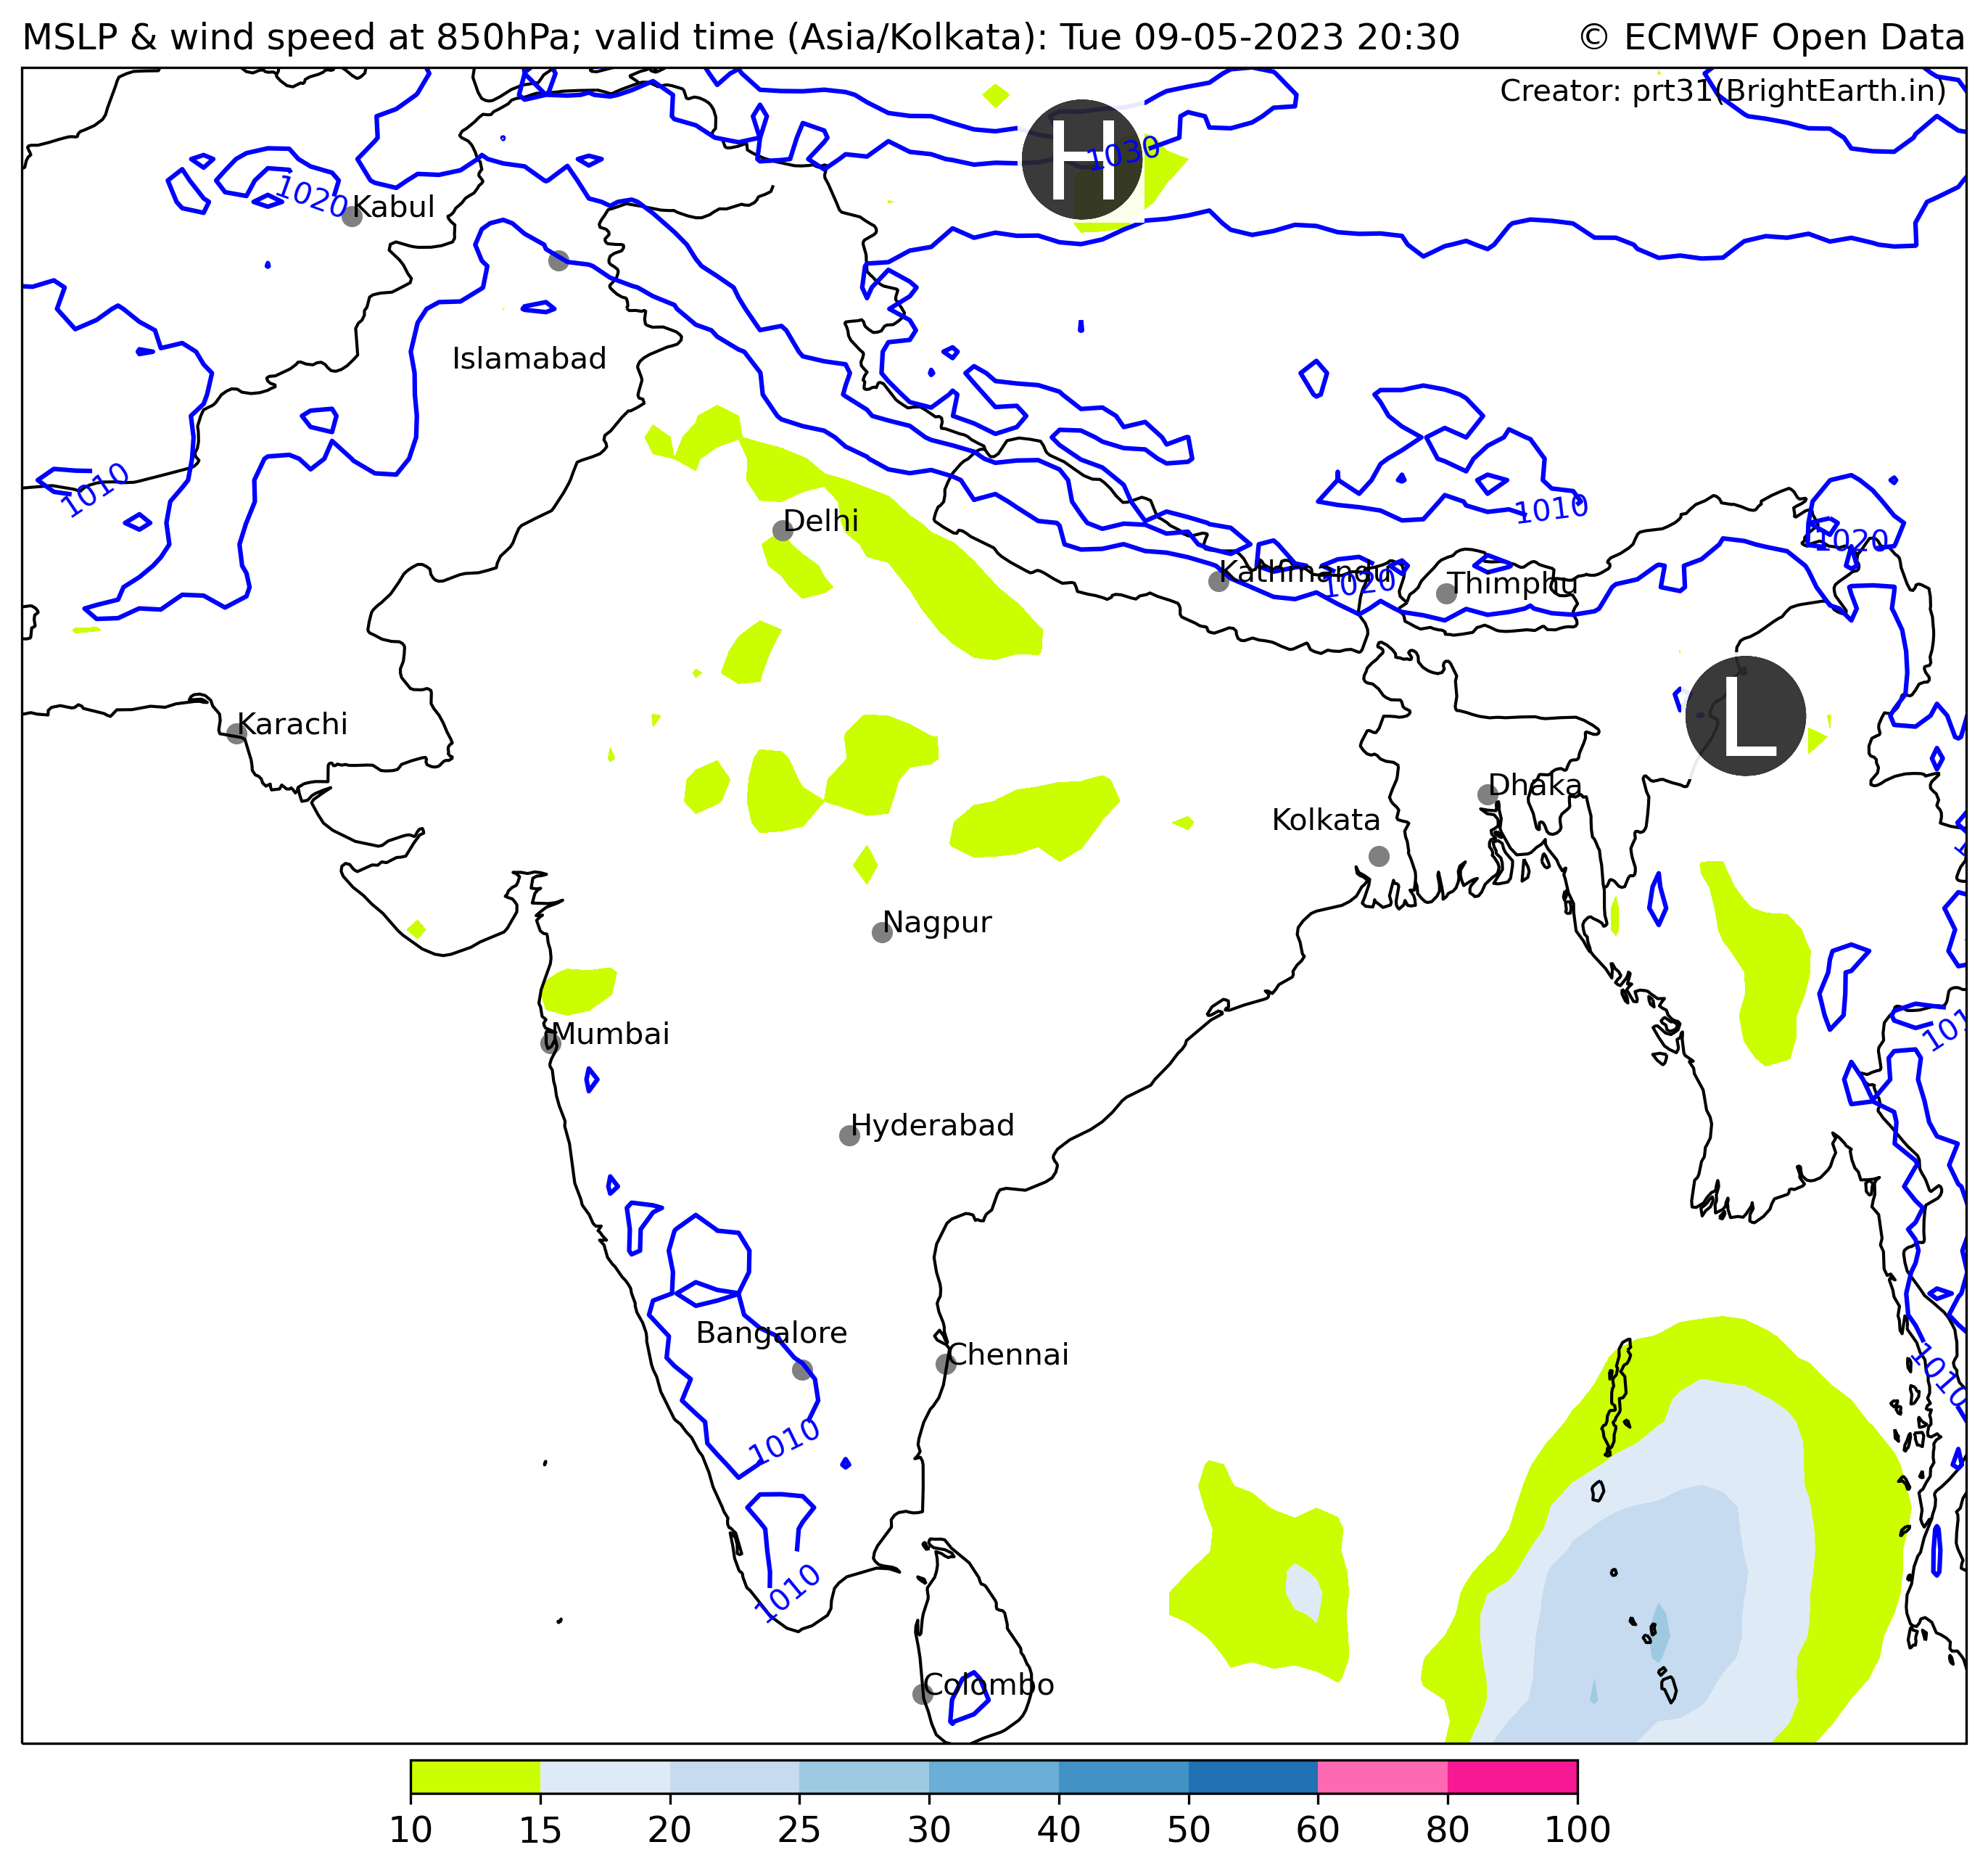 MSLP & wind speed at 850hPa; valid time (Asia/Kolkata): Tue 09-05-2023 20:30
© ECMWF Open Data
Creator: prt31(BrightEarth.in)
H
1030
1020
Kabul
Islamabad
1010
Delhi
1010
1020
Kathmandu
1020
Thimphu
L
Karachi
Dhaka
Kolkata
Nagpur
Mumbai
Hyderabad
Bangalore
Chennai
1010
1010
1010
Colombo
10 15 20 25 30 40 50 60 80 100